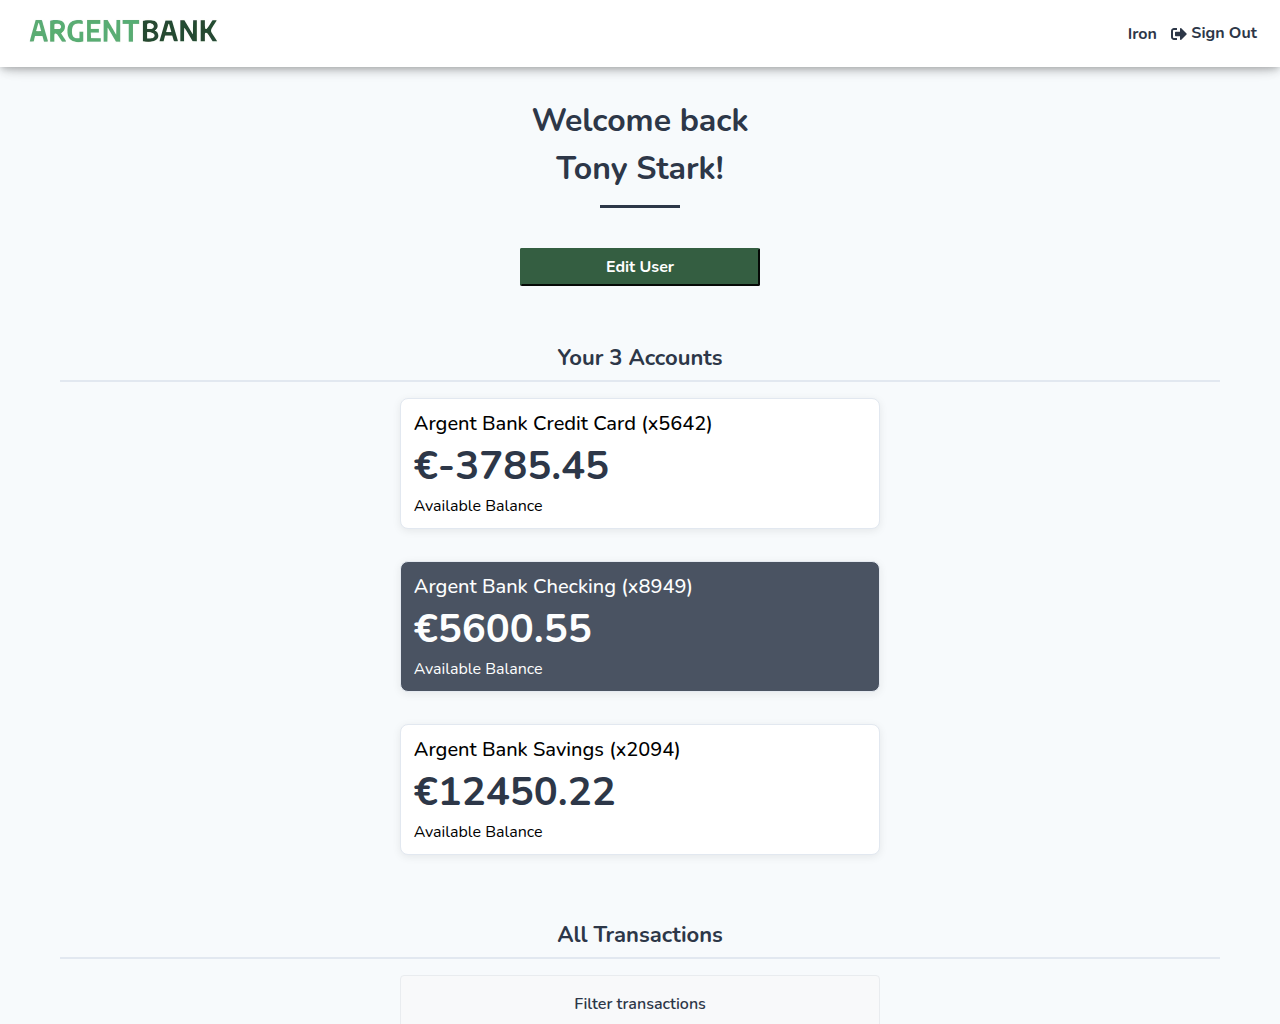 ARGENTBANK
Iron Sign Out
Welcome back
Tony Stark!
Edit User
Your 3 Accounts
Argent Bank Credit Card (x5642)
€-3785.45
Available Balance
Argent Bank Checking (x8949)
€5600.55
Available Balance
Argent Bank Savings (x2094)
€12450.22
Available Balance
All Transactions
Filter transactions